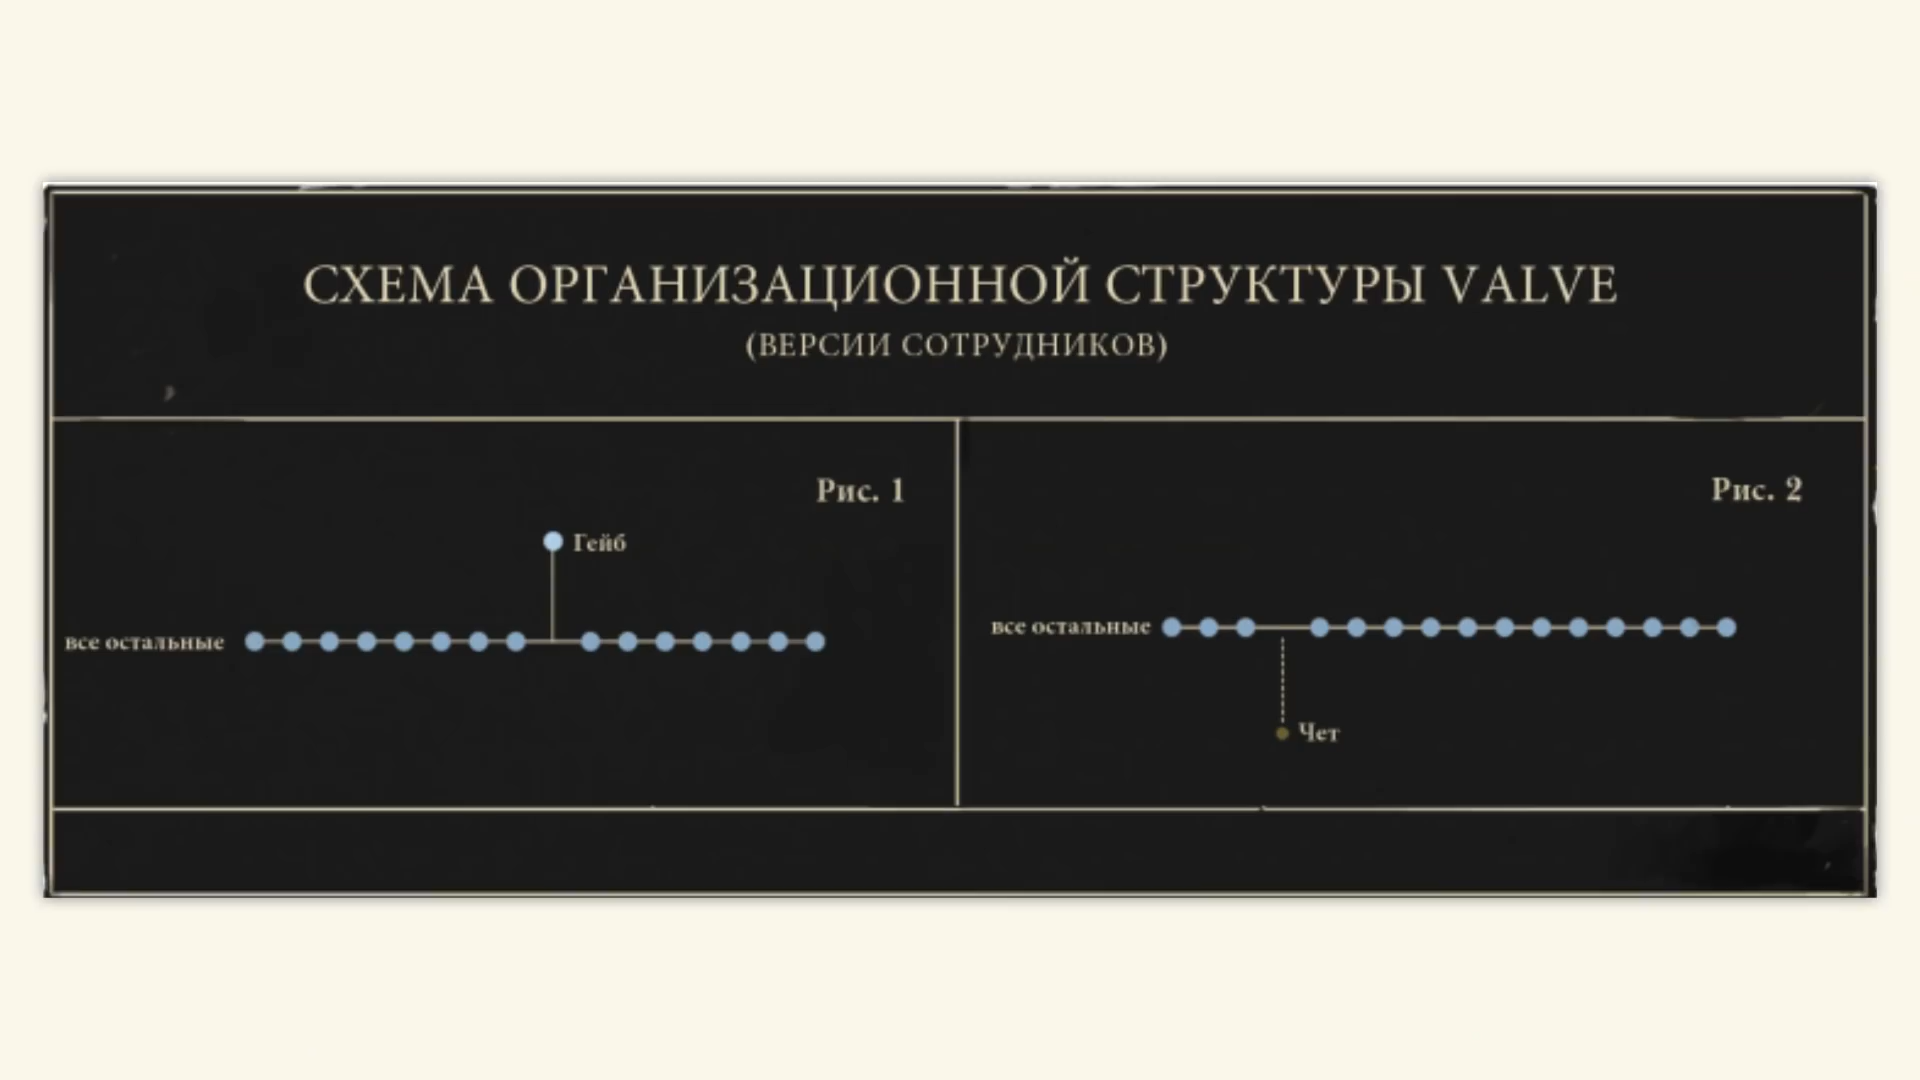 СХЕМА ОРГАНИЗАЦИОННОЙ СТРУКТУРЫ VALVE
(ВЕРСИИ СОТРУДНИКОВ)
Рис. 1
Гейб
все остальные
Рис. 2
все остальные
Чет